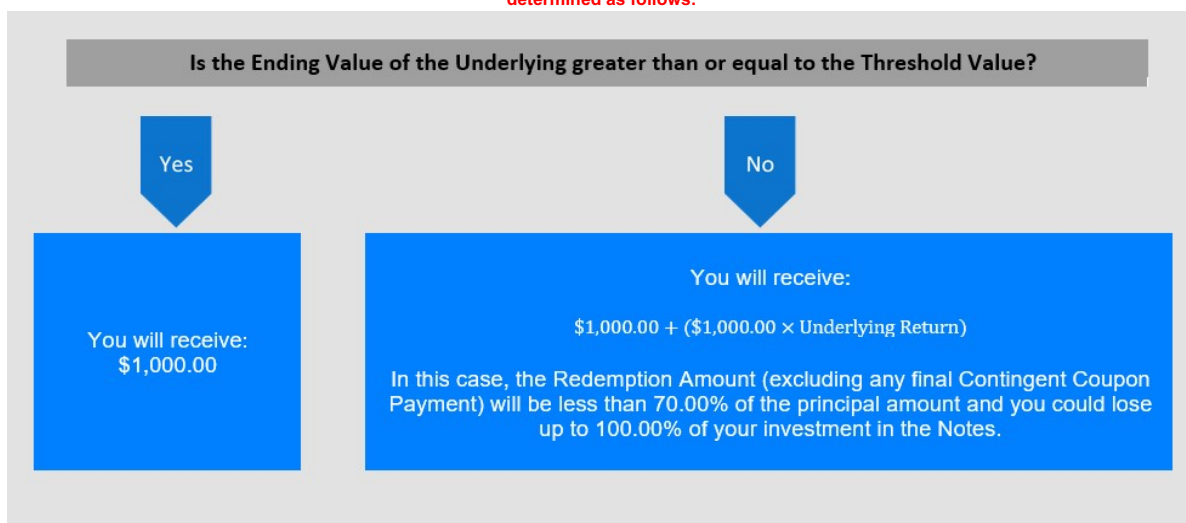 determined as follows:
Is the Ending Value of the Underlying greater than or equal to the Threshold Value?
Yes
No
You will receive:
$1,000.00
You will receive:
$1,000.00 + ($1,000.00 × Underlying Return)
In this case, the Redemption Amount (excluding any final Contingent Coupon
Payment) will be less than 70.00% of the principal amount and you could lose
up to 100.00% of your investment in the Notes.